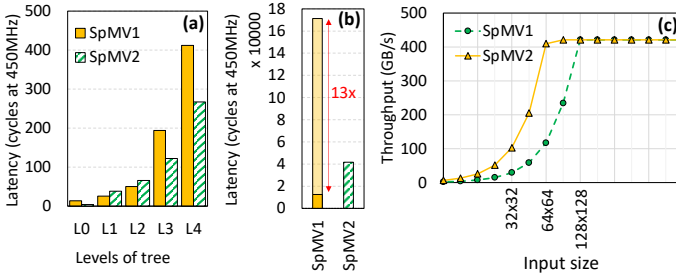 (a)
SpMV1
SpMV2
Latency (cycles at 450MHz)
500
400
300
200
100
0
L0 L1 L2 L3 L4
Levels of tree
(b)
Latency (cycles at 450MHz)
x 10000
18
16
14
12
10
8
6
4
2
0
13x
SpMV1
SpMV2
(c)
SpMV1
SpMV2
Throughput (GB/s)
500
400
300
200
100
0
32x32
64x64
128x128
Input size